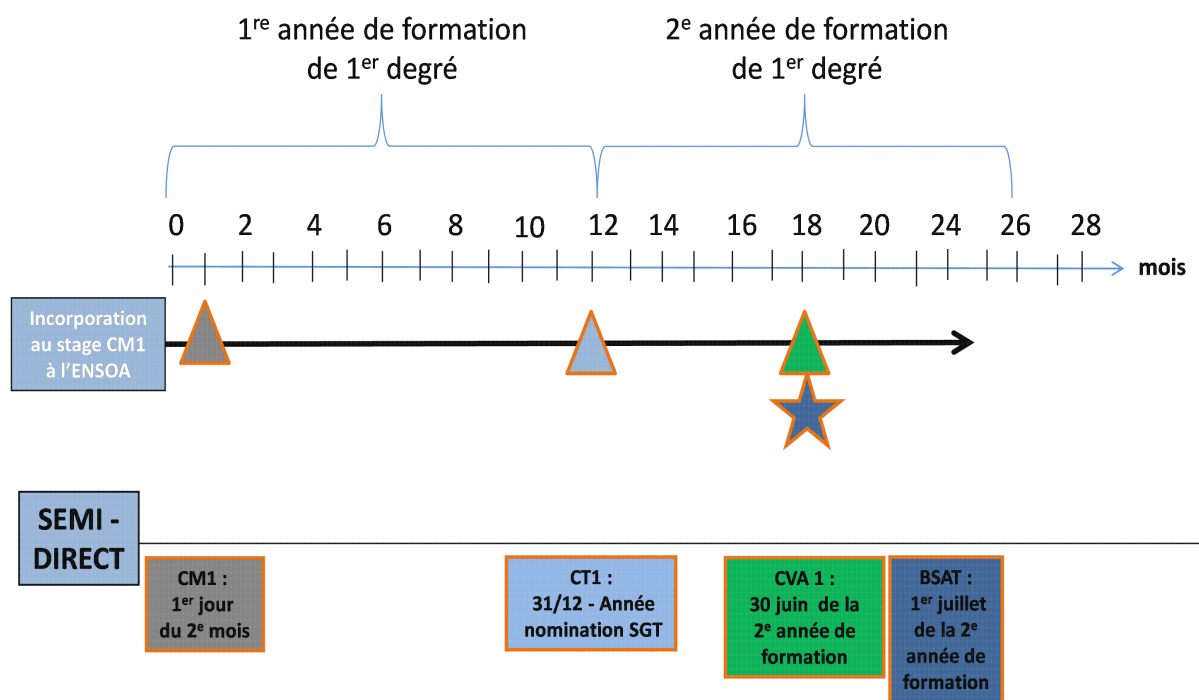 1re année de formation
de 1er degré
2e année de formation
de 1er degré
0 2 4 6 8 10 12 14 16 18 20 24 26 28
mois
Incorporation
au stage CM1
à l’ENSOA
SEMI -
DIRECT
CM1 :
1er jour
du 2e mois
CT1 :
31/12 - Année
nomination SGT
CVA 1 :
30 juin de la
2e année de
formation
BSAT :
1er juillet
de la 2e
année de
formation